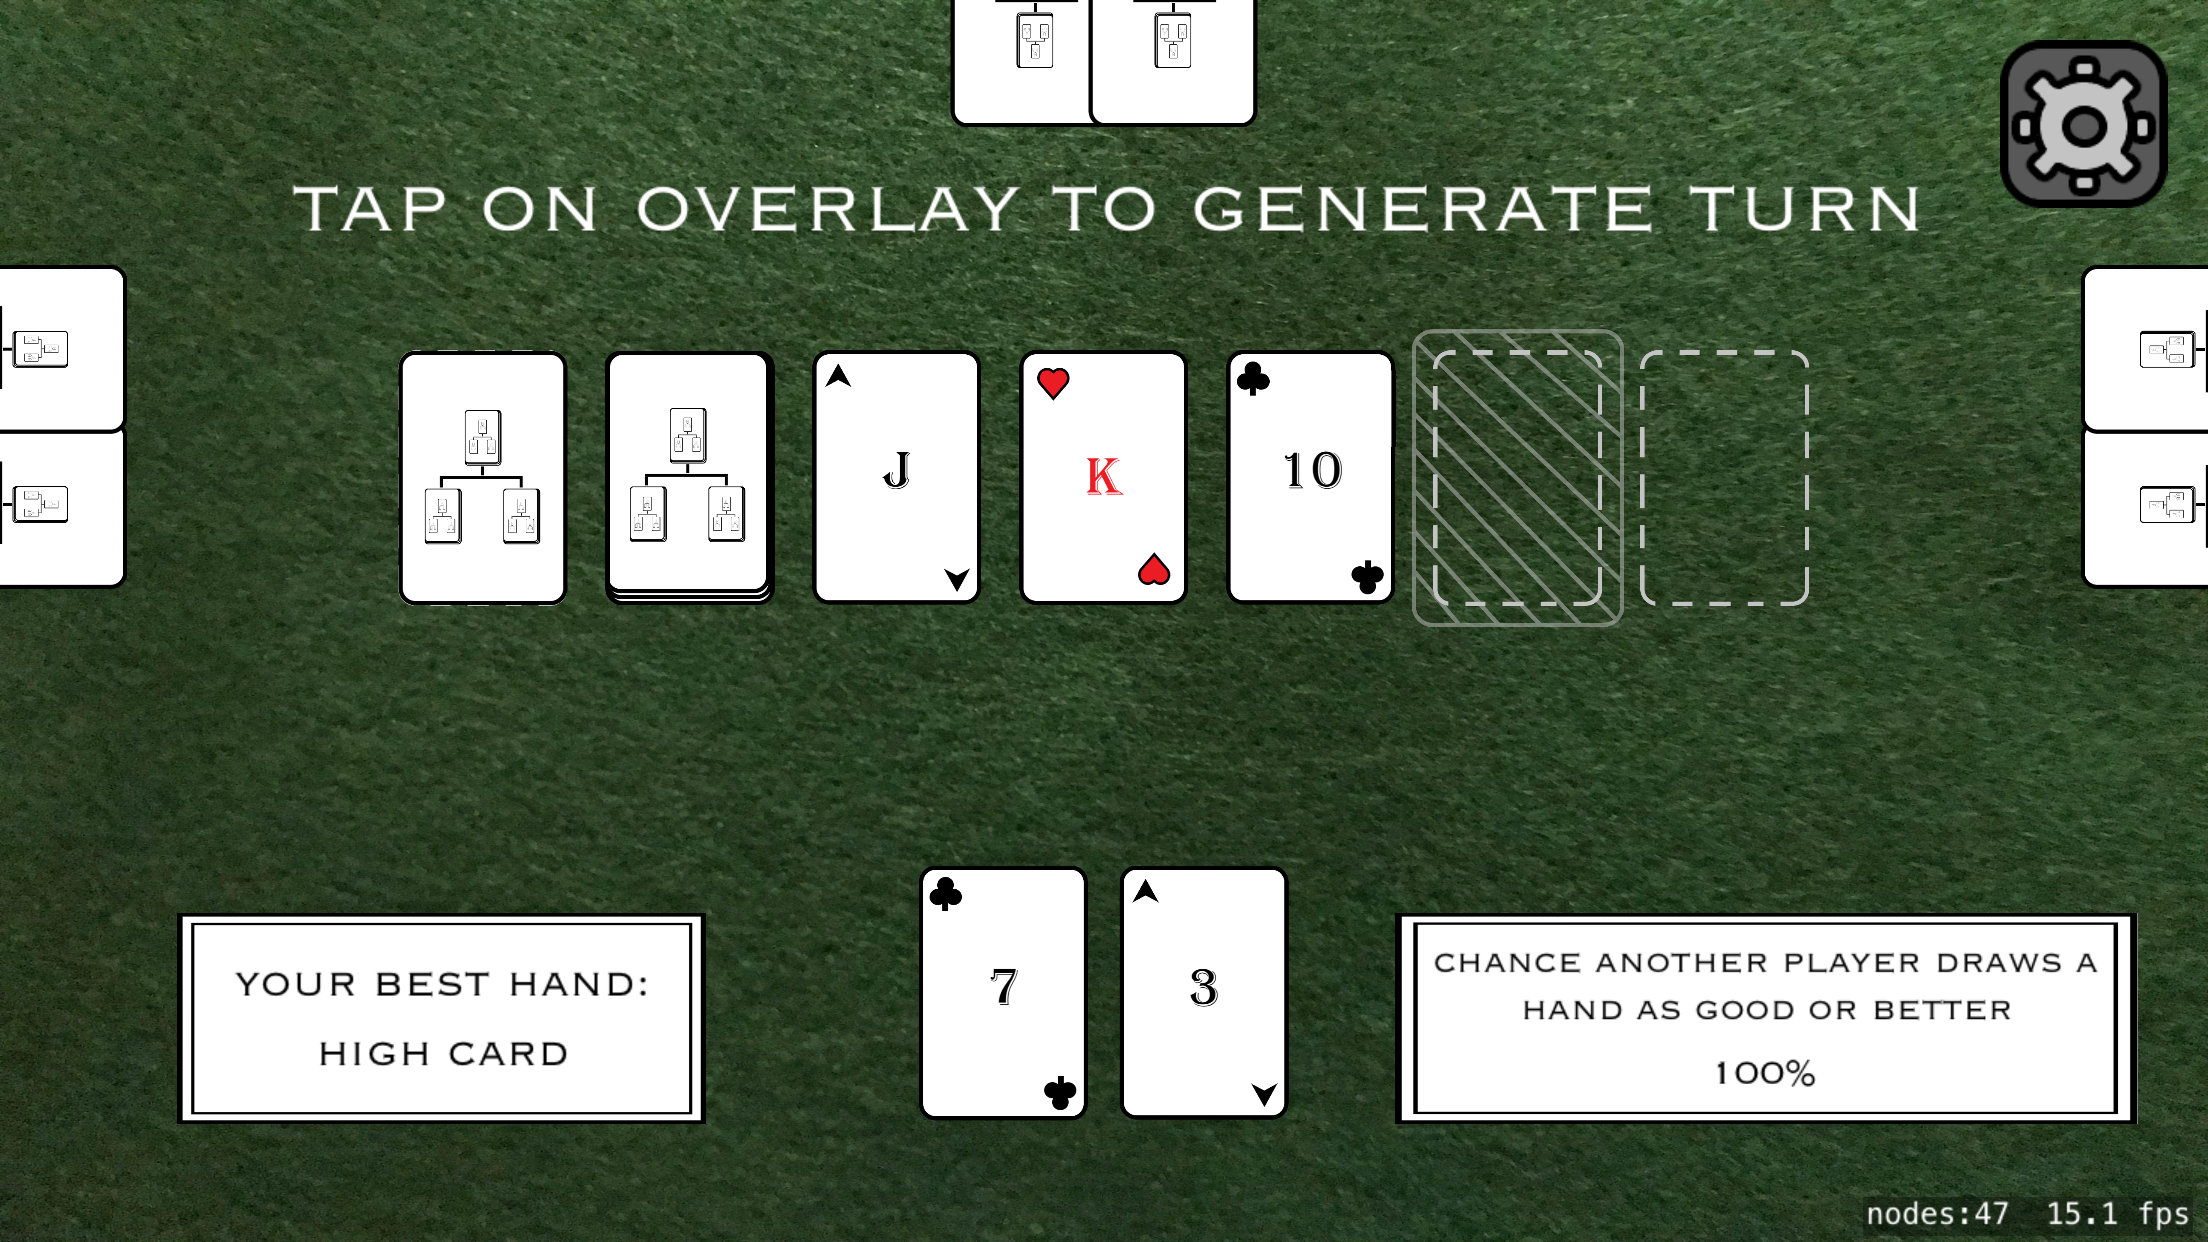 TAP ON OVERLAY TO GENERATE TURN
J
K
10
7
3
YOUR BEST HAND:
HIGH CARD
CHANCE ANOTHER PLAYER DRAWS A
HAND AS GOOD OR BETTER
100%
nodes:47 15.1 fps